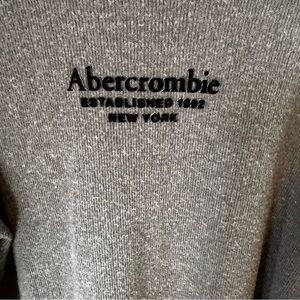 Abercrombie
ESTABLISHED 1892
NEW YORK